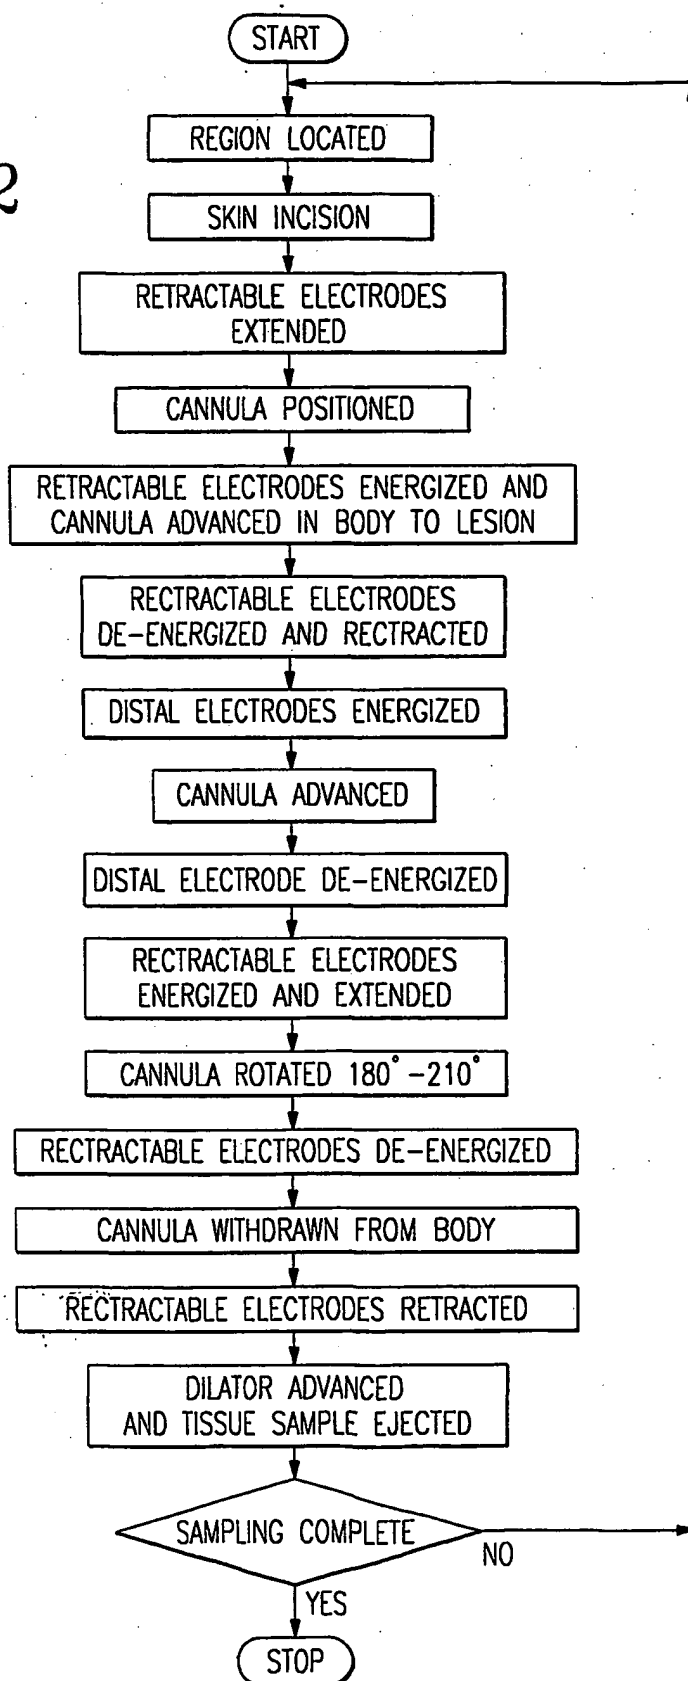 START
REGION LOCATED
2
SKIN INCISION
RETRACTABLE ELECTRODES
EXTENDED
CANNULA POSITIONED
RETRACTABLE ELECTRODES ENERGIZED AND
CANNULA ADVANCED IN BODY TO LESION
RECTRACTABLE ELECTRODES
DE-ENERGIZED AND RECTRACTED
DISTAL ELECTRODES ENERGIZED
CANNULA ADVANCED
DISTAL ELECTRODE DE-ENERGIZED
RECTRACTABLE ELECTRODES
ENERGIZED AND EXTENDED
CANNULA ROTATED 180°-210°
RECTRACTABLE ELECTRODES DE-ENERGIZED
CANNULA WITHDRAWN FROM BODY
RECTRACTABLE ELECTRODES RETRACTED
DILATOR ADVANCED
AND TISSUE SAMPLE EJECTED
SAMPLING COMPLETE
NO
YES
STOP